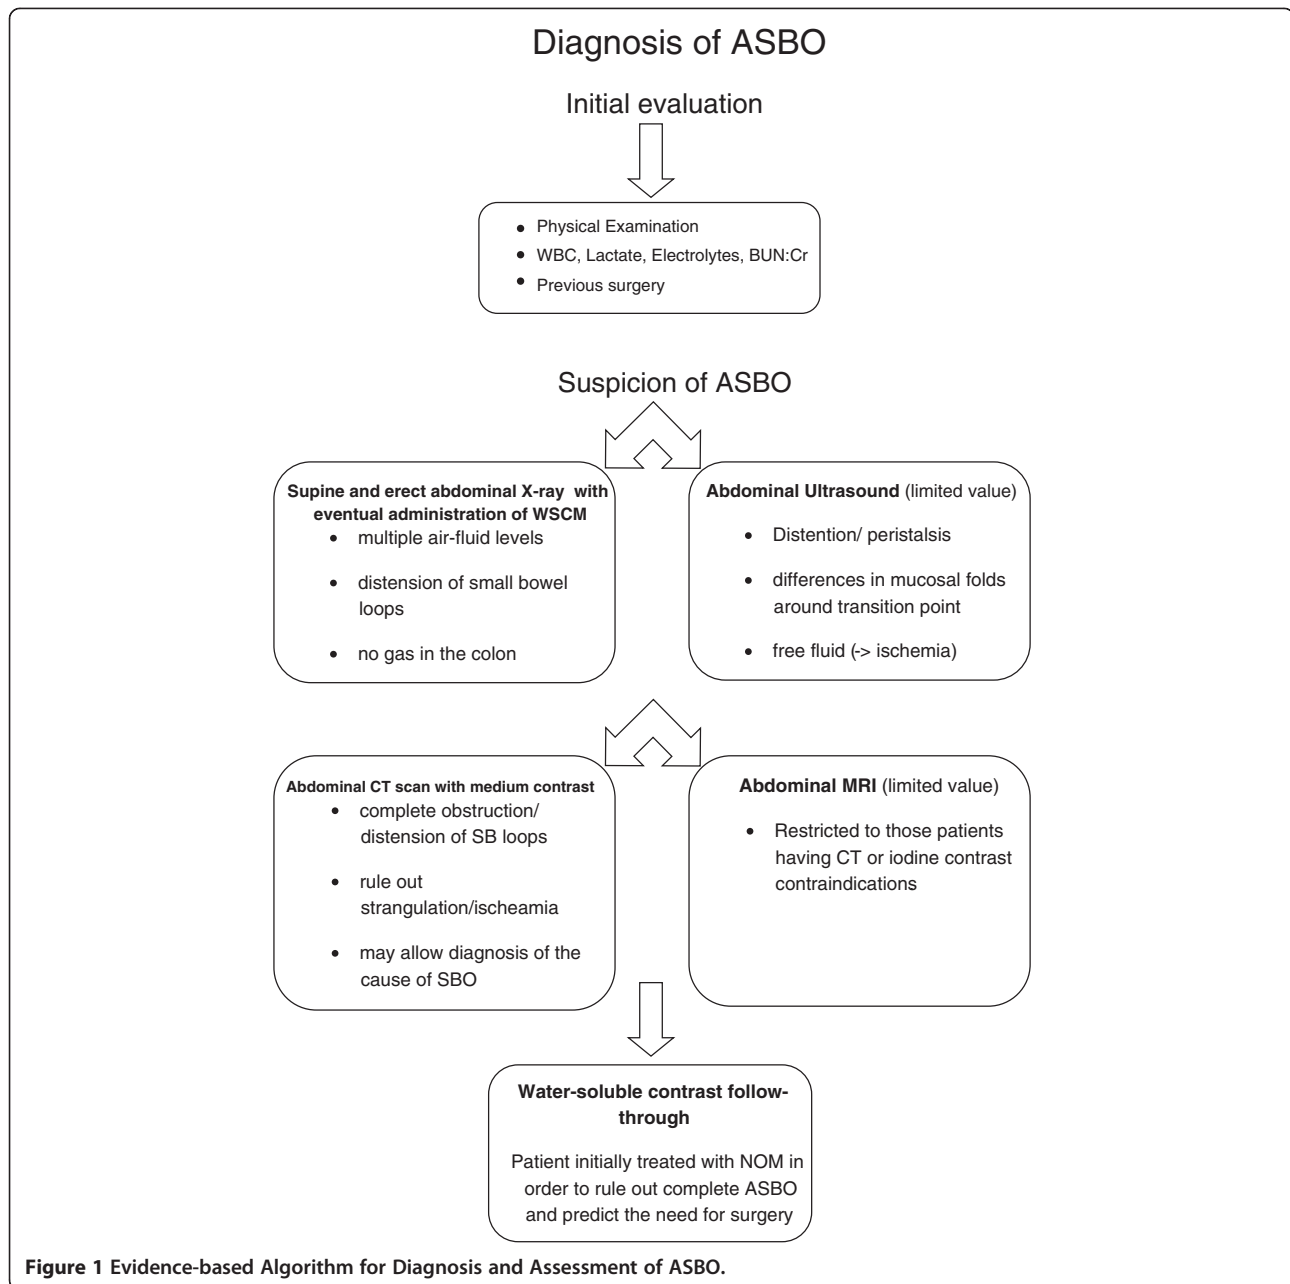 Diagnosis of ASBO
Initial evaluation
• Physical Examination
• WBC, Lactate, Electrolytes, BUN:Cr
• Previous surgery
Suspicion of ASBO
Supine and erect abdominal X-ray with
eventual administration of WSCM
• multiple air-fluid levels
• distension of small bowel
loops
• no gas in the colon
Abdominal Ultrasound (limited value)
• Distention/ peristalsis
• differences in mucosal folds
around transition point
• free fluid (-> ischemia)
Abdominal CT scan with medium contrast
• complete obstruction/
distension of SB loops
• rule out
strangulation/ischeamia
• may allow diagnosis of the
cause of SBO
Abdominal MRI (limited value)
• Restricted to those patients
having CT or iodine contrast
contraindications
Water-soluble contrast follow-
through
Patient initially treated with NOM in
order to rule out complete ASBO
and predict the need for surgery
Figure 1 Evidence-based Algorithm for Diagnosis and Assessment of ASBO.